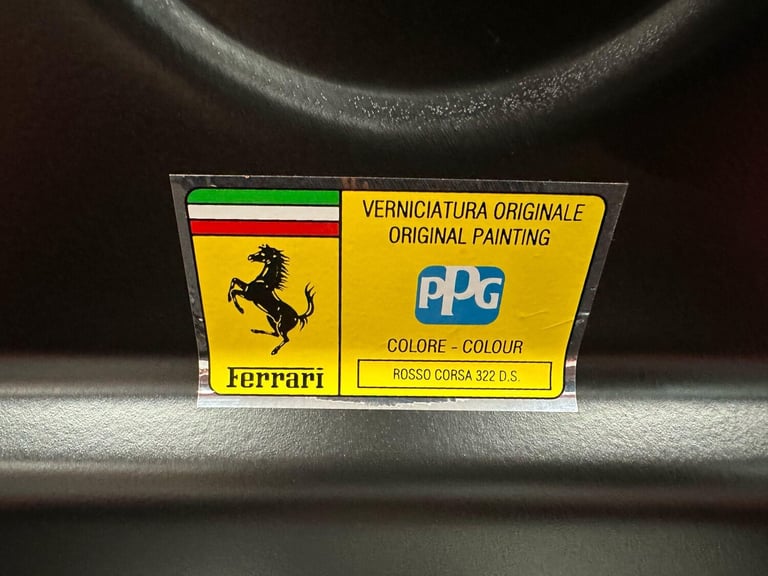 VERNICIATURA ORIGINALE
ORIGINAL PAINTING
PPG
COLORE - COLOUR
ROSSO CORSA 322 D.S.
Ferrari